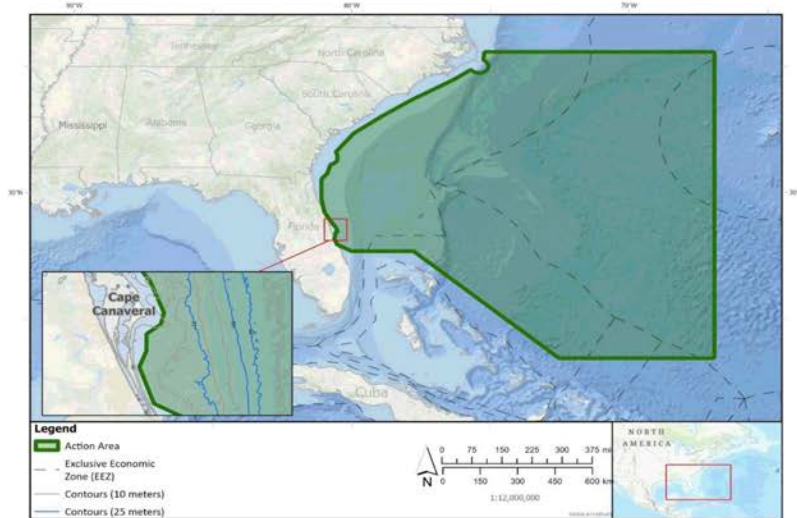 90°W 80°W 70°W
Tennessee
North Carolina
South Carolina
Mississippi
Alabama
Georgia
30°N
30°
Florida
Cape
Canaveral
Cuba
Legend
Action Area
Exclusive Economic
Zone (EEZ)
Contours (10 meters)
Contours (25 meters)
N
0 75 150 225 300 375 mi
0 150 300 450 600 km
1:12,000,000
NORTH
AMERICA